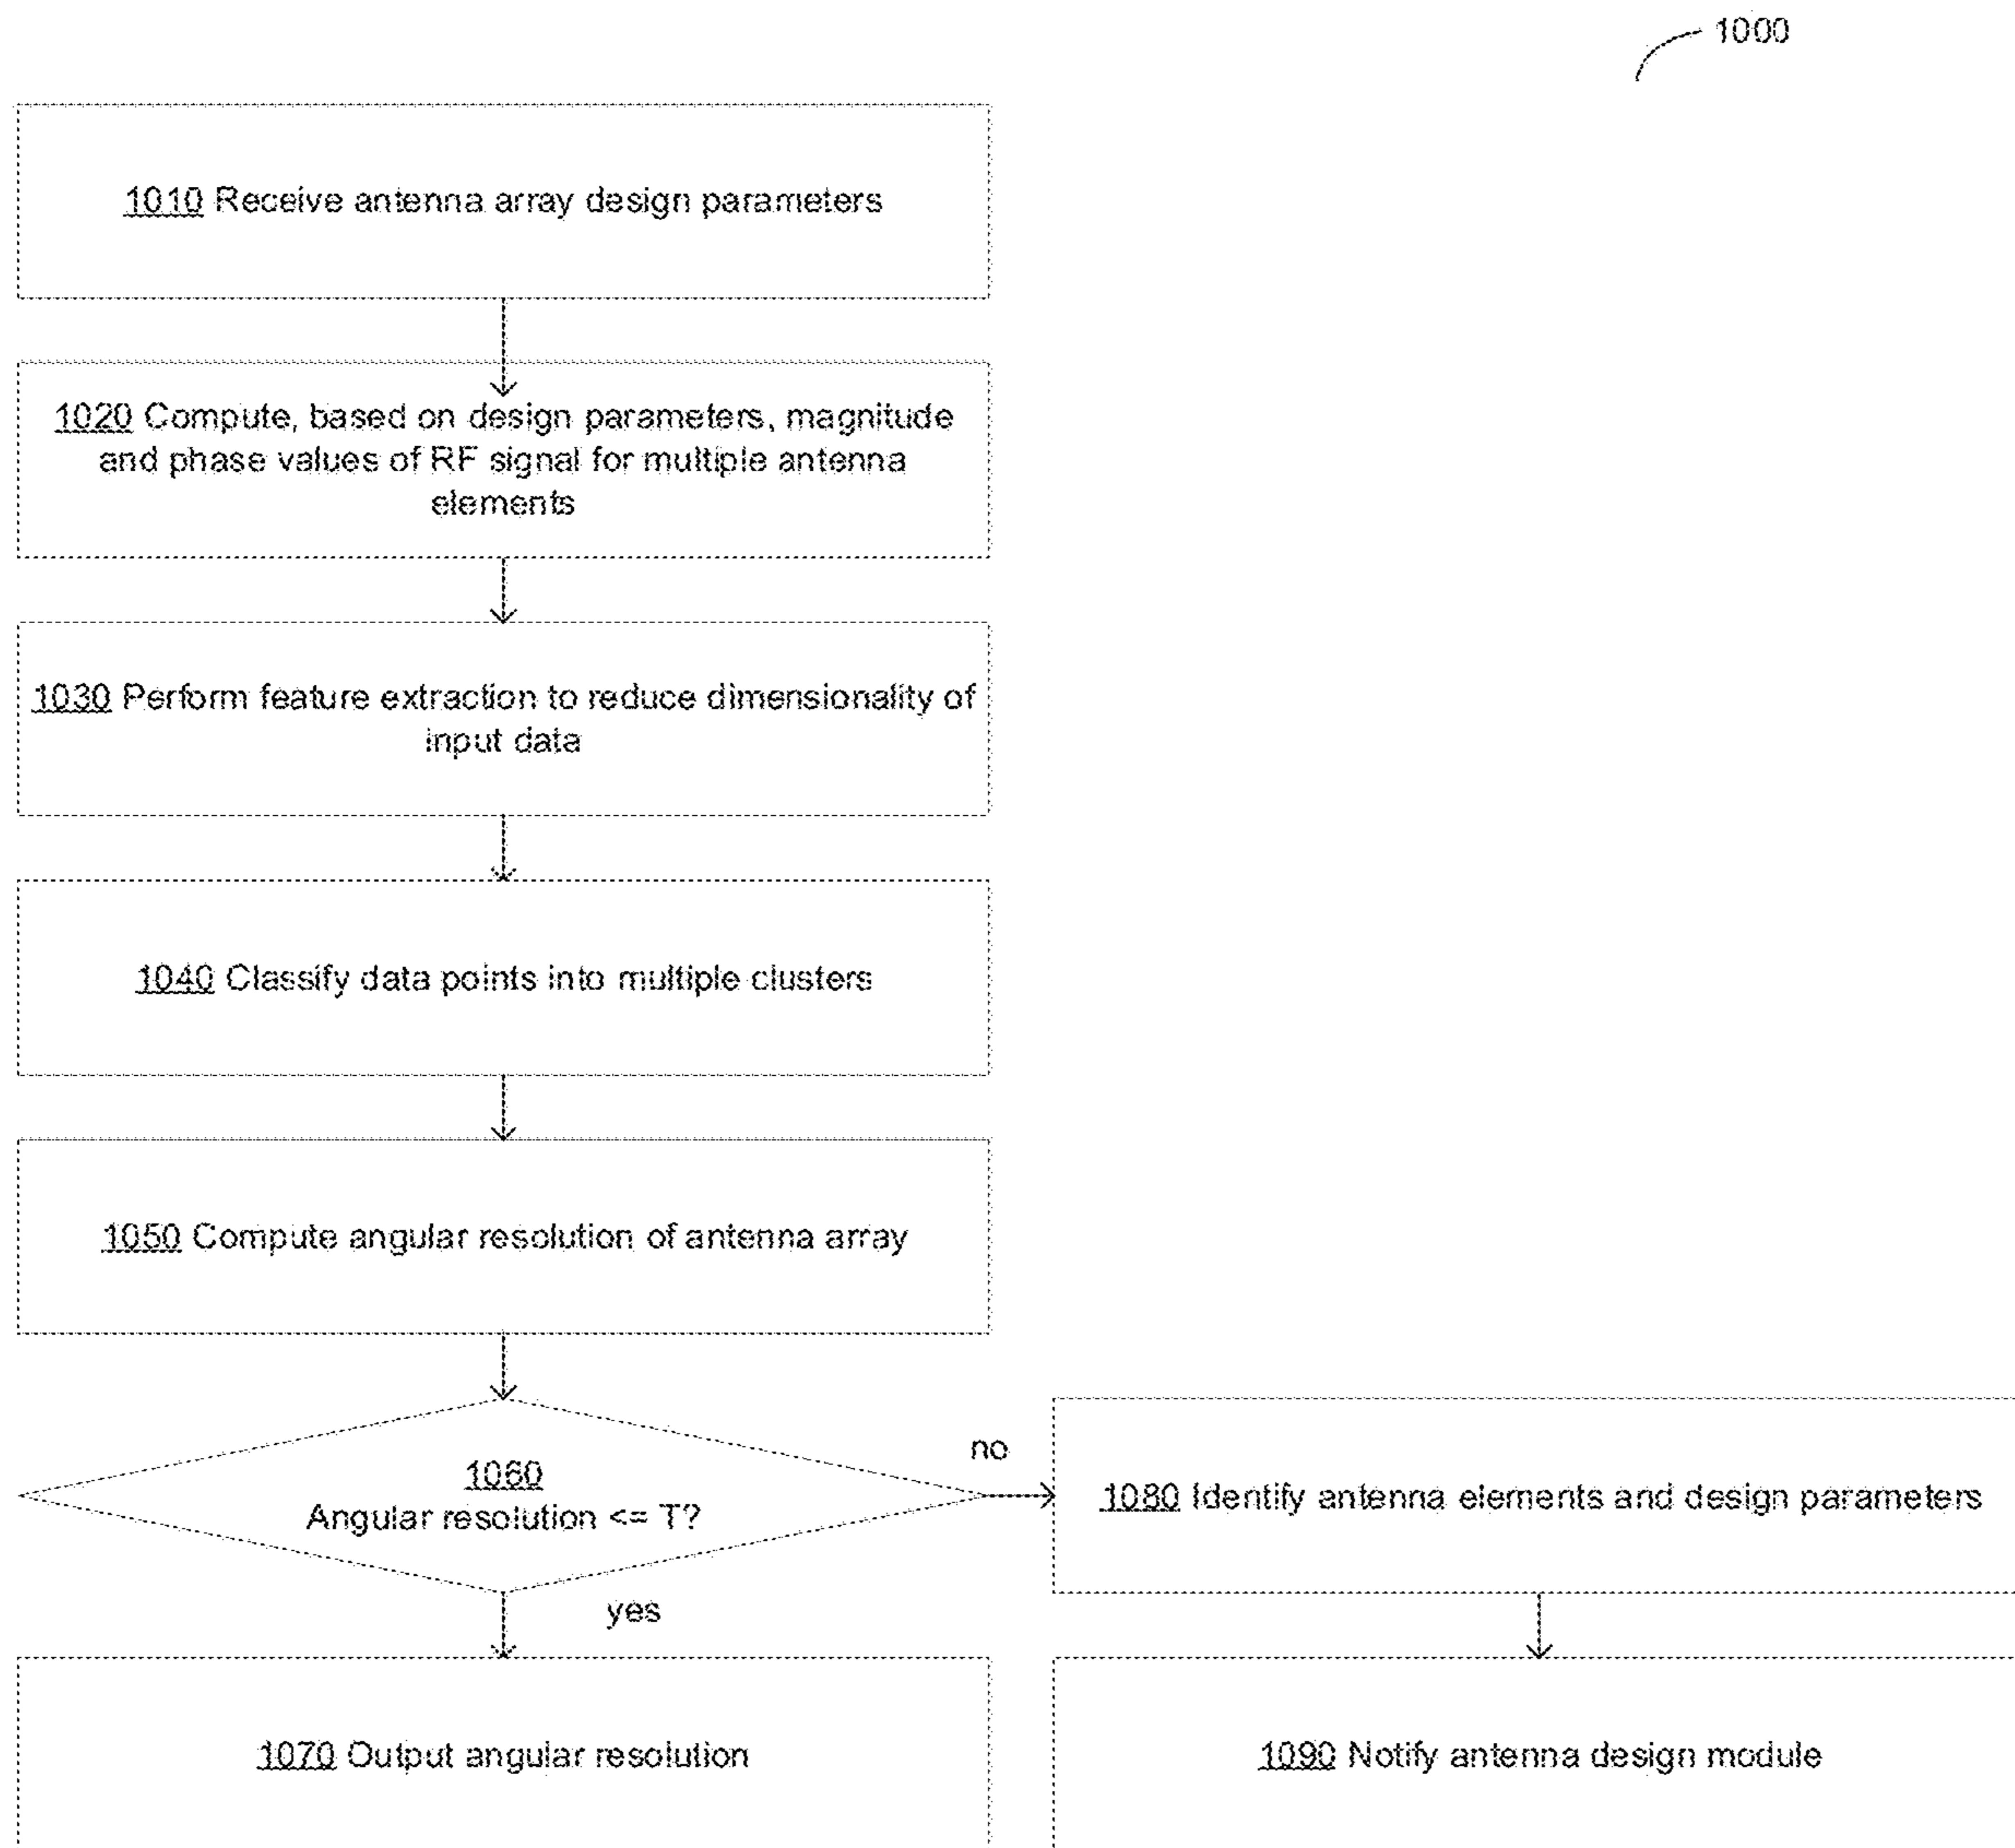 1000
1010 Receive antenna array design parameters
1020 Compute, based on design parameters, magnitude
and phase values of RF signal for multiple antenna
elements
1030 Perform feature extraction to reduce dimensionality of
input data
1040 Classify data points into multiple clusters
1050 Compute angular resolution of antenna array
1060
Angular resolution <= T?
no
yes
1080 Identify antenna elements and design parameters
1070 Output angular resolution
1090 Notify antenna design module